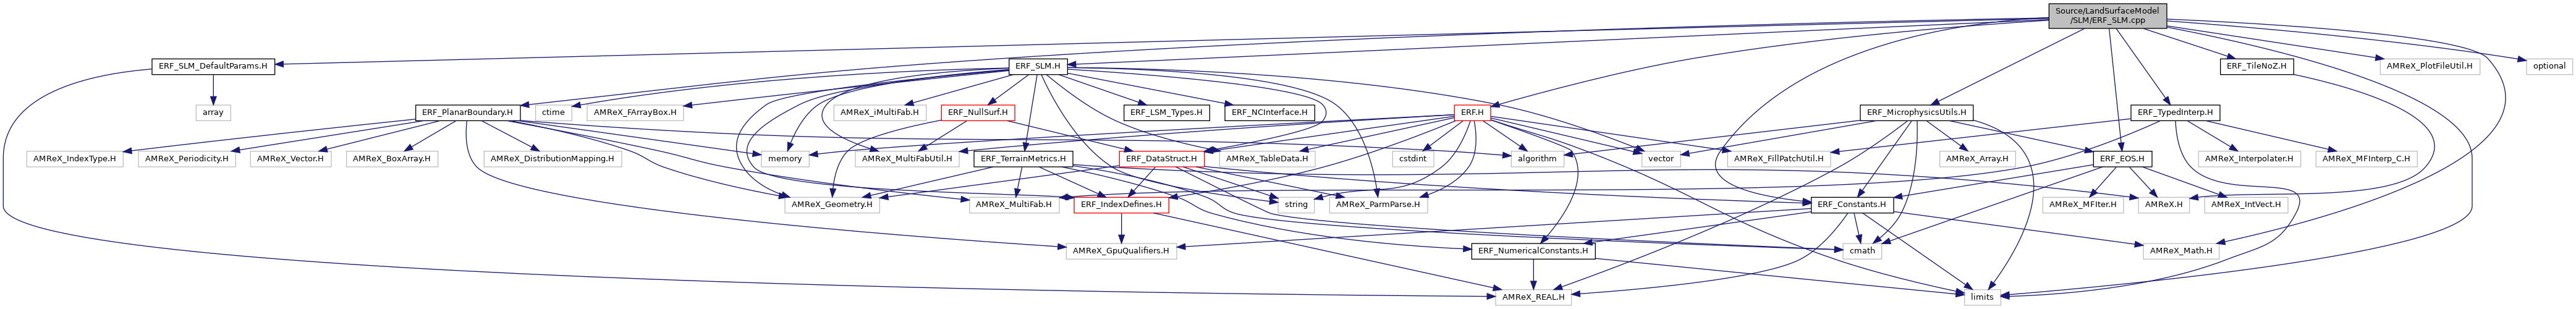 Source/LandSurfaceModel
/SLM/ERF_SLM.cpp
ERF_SLM_DefaultParams.H
ERF_SLM.H
ERF_TileNoZ.H
AMReX_PlotFileUtil.H
optional
array
ERF_PlanarBoundary.H
ctime
AMReX_FArrayBox.H
AMReX_iMultiFab.H
ERF_NullSurf.H
ERF_LSM_Types.H
ERF_NCInterface.H
ERF.H
ERF_MicrophysicsUtils.H
ERF_TypedInterp.H
AMReX_IndexType.H
AMReX_Periodicity.H
AMReX_Vector.H
AMReX_BoxArray.H
AMReX_DistributionMapping.H
memory
AMReX_MultiFabUtil.H
ERF_TerrainMetrics.H
ERF_DataStruct.H
AMReX_TableData.H
cstdint
algorithm
vector
AMReX_FillPatchUtil.H
AMReX_Array.H
ERF_EOS.H
AMReX_Interpolater.H
AMReX_MFInterp_C.H
AMReX_Geometry.H
AMReX_MultiFab.H
ERF_IndexDefines.H
string
AMReX_ParmParse.H
ERF_Constants.H
AMReX_MFIter.H
AMReX.H
AMReX_IntVect.H
AMReX_GpuQualifiers.H
ERF_NumericalConstants.H
cmath
AMReX_Math.H
AMReX_REAL.H
limits